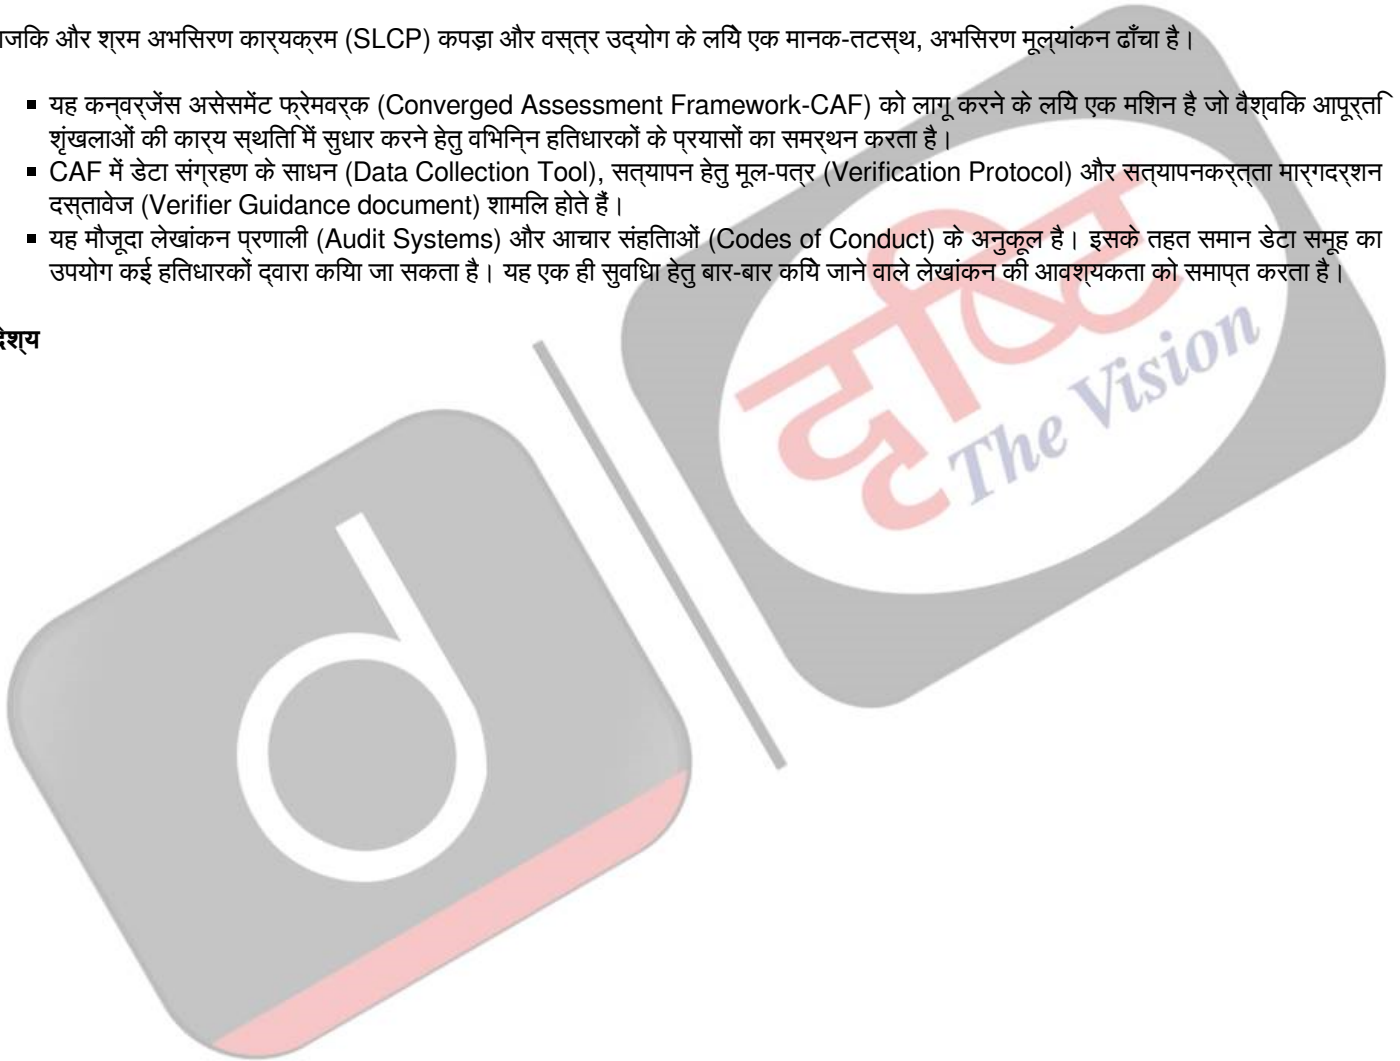 जिक और श्रम अभिसरण कार्यक्रम (SLCP) कपड़ा और वस्त्र उद्योग के लिये एक मानक-तटस्थ, अभिसरण मूल्यांकन ढाँचा है।
▪ यह कन्वर्जेंस असेसमेंट फ्रेमवर्क (Converged Assessment Framework-CAF) को लागू करने के लिये एक मिशन है जो वैश्विक आपूर्ति
शृंखलाओं की कार्य स्थिति में सुधार करने हेतु विभिन्न हितधारकों के प्रयासों का समर्थन करता है।
▪ CAF में डेटा संग्रहण के साधन (Data Collection Tool), सत्यापन हेतु मूल-पत्र (Verification Protocol) और सत्यापनकर्त्ता मार्गदर्शन
दस्तावेज (Verifier Guidance document) शामिल होते हैं।
▪ यह मौजूदा लेखांकन प्रणाली (Audit Systems) और आचार संहिताओं (Codes of Conduct) के अनुकूल है। इसके तहत समान डेटा समूह का
उपयोग कई हितधारकों द्वारा किया जा सकता है। यह एक ही सुविधा हेतु बार-बार किये जाने वाले लेखांकन की आवश्यकता को समाप्त करता है।
देश्य
दृष्टि
The Vision